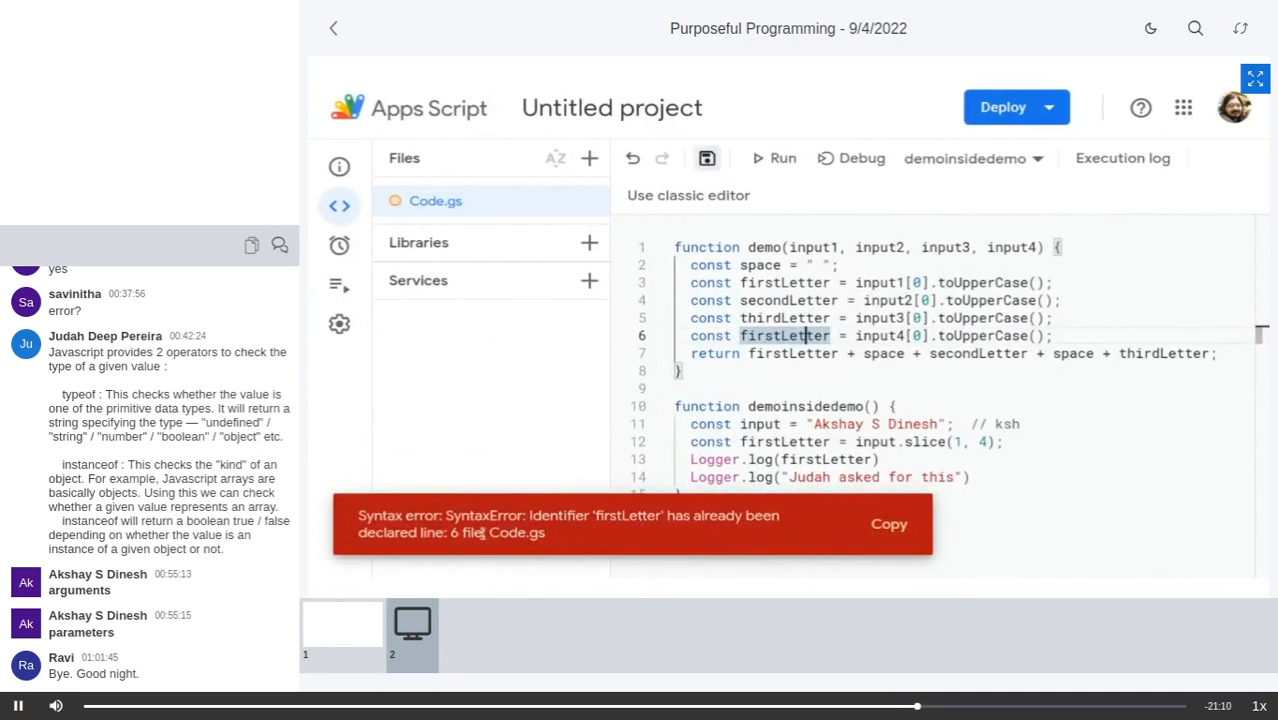 Purposeful Programming - 9/4/2022
yes
Sa
savinitha 00:37:56
error?
Ju
Judah Deep Pereira 00:42:24
Javascript provides 2 operators to check the
type of a given value :
typeof : This checks whether the value is
one of the primitive data types. It will return a
string specifying the type — "undefined" /
"string" / "number" / "boolean" / "object" etc.
instanceof : This checks the "kind" of an
object. For example, Javascript arrays are
basically objects. Using this we can check
whether a given value represents an array.
instanceof will return a boolean true / false
depending on whether the value is an
instance of a given object or not.
Ak
Akshay S Dinesh 00:55:13
arguments
Ak
Akshay S Dinesh 00:55:15
parameters
Ra
Ravi 01:01:45
Bye. Good night.
Apps Script
Untitled project
Deploy
Files
AZ
Code.gs
Libraries
Services
Run
Debug
demoinsidedemo
Execution log
Use classic editor
1 function demo(input1, input2, input3, input4) {
2 const space = " ";
3 const firstLetter = input1[0].toUpperCase();
4 const secondLetter = input2[0].toUpperCase();
5 const thirdLetter = input3[0].toUpperCase();
6 const firstLetter = input4[0].toUpperCase();
7 return firstLetter + space + secondLetter + space + thirdLetter;
8 }
9
10 function demoinsidedemo() {
11 const input = "Akshay S Dinesh"; // ksh
12 const firstLetter = input.slice(1, 4);
13 Logger.log(firstLetter)
14 Logger.log("Judah asked for this")
Syntax error: SyntaxError: Identifier 'firstLetter' has already been
declared line: 6 file: Code.gs
Copy
1
2
-21:10
1x